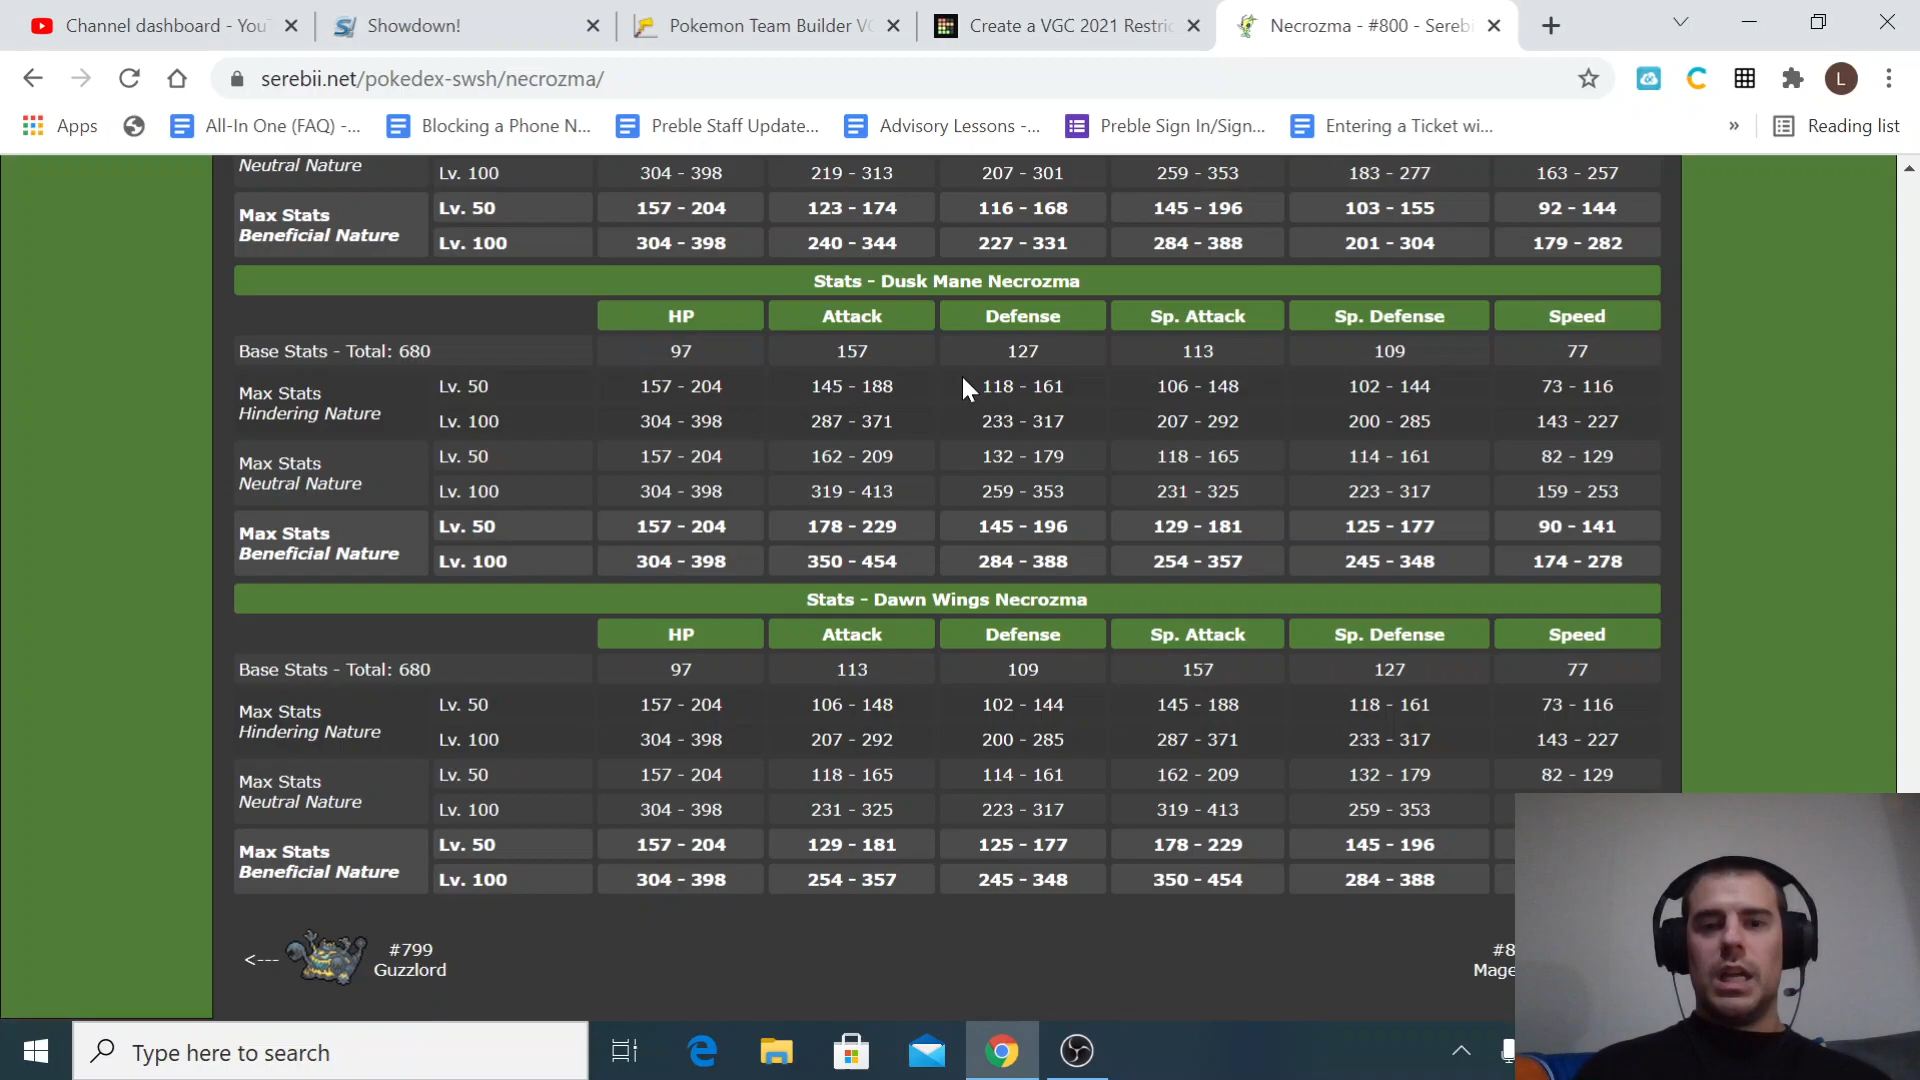 Channel dashboard - You
Showdown!
Pokemon Team Builder VC
Create a VGC 2021 Restric
Necrozma - #800 - Serebi
serebii.net/pokedex-swsh/necrozma/
L
Apps
All-In One (FAQ) -...
Blocking a Phone N...
Preble Staff Update...
Advisory Lessons -...
Preble Sign In/Sign...
Entering a Ticket wi...
»
Reading list
Neutral Nature Lv. 100 304 - 398 219 - 313 207 - 301 259 - 353 183 - 277 163 - 257
Max Stats Lv. 50 157 - 204 123 - 174 116 - 168 145 - 196 103 - 155 92 - 144
Beneficial Nature Lv. 100 304 - 398 240 - 344 227 - 331 284 - 388 201 - 304 179 - 282
Stats - Dusk Mane Necrozma
HP Attack Defense Sp. Attack Sp. Defense Speed
Base Stats - Total: 680 97 157 127 113 109 77
Max Stats Lv. 50 157 - 204 145 - 188 118 - 161 106 - 148 102 - 144 73 - 116
Hindering Nature Lv. 100 304 - 398 287 - 371 233 - 317 207 - 292 200 - 285 143 - 227
Max Stats Lv. 50 157 - 204 162 - 209 132 - 179 118 - 165 114 - 161 82 - 129
Neutral Nature Lv. 100 304 - 398 319 - 413 259 - 353 231 - 325 223 - 317 159 - 253
Max Stats Lv. 50 157 - 204 178 - 229 145 - 196 129 - 181 125 - 177 90 - 141
Beneficial Nature Lv. 100 304 - 398 350 - 454 284 - 388 254 - 357 245 - 348 174 - 278
Stats - Dawn Wings Necrozma
HP Attack Defense Sp. Attack Sp. Defense Speed
Base Stats - Total: 680 97 113 109 157 127 77
Max Stats Lv. 50 157 - 204 106 - 148 102 - 144 145 - 188 118 - 161 73 - 116
Hindering Nature Lv. 100 304 - 398 207 - 292 200 - 285 287 - 371 233 - 317 143 - 227
Max Stats Lv. 50 157 - 204 118 - 165 114 - 161 162 - 209 132 - 179 82 - 129
Neutral Nature Lv. 100 304 - 398 231 - 325 223 - 317 319 - 413 259 - 353
Max Stats Lv. 50 157 - 204 129 - 181 125 - 177 178 - 229 145 - 196
Beneficial Nature Lv. 100 304 - 398 254 - 357 245 - 348 350 - 454 284 - 388
<---
#799
Guzzlord
#8
Mage
Type here to search